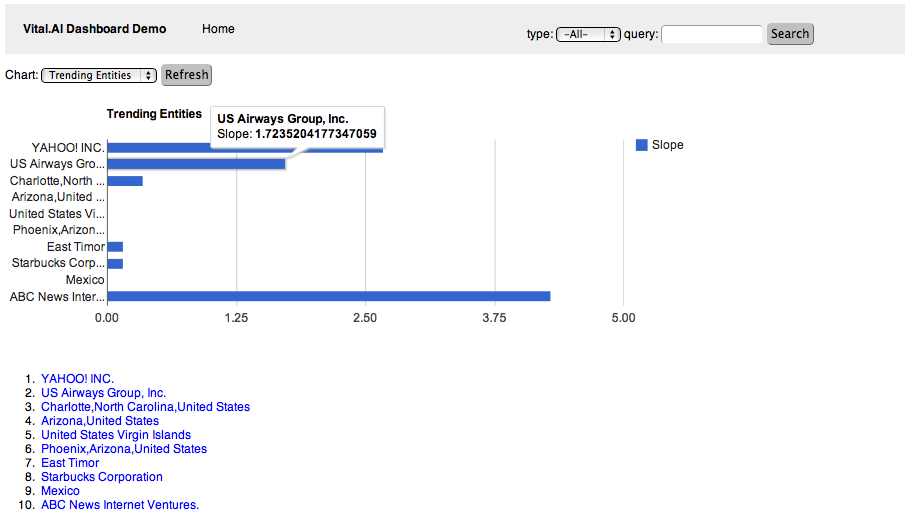 Vital.AI Dashboard Demo Home type: -All- query: Search
Chart: Trending Entities Refresh
Trending Entities
US Airways Group, Inc.
Slope: 1.7235204177347059
YAHOO! INC.
US Airways Gro...
Charlotte,North ...
Arizona,United ...
United States Vi...
Phoenix,Arizon...
East Timor
Starbucks Corp...
Mexico
ABC News Inter...
Slope
0.00 1.25 2.50 3.75 5.00
1. YAHOO! INC.
2. US Airways Group, Inc.
3. Charlotte,North Carolina,United States
4. Arizona,United States
5. United States Virgin Islands
6. Phoenix,Arizona,United States
7. East Timor
8. Starbucks Corporation
9. Mexico
10. ABC News Internet Ventures.